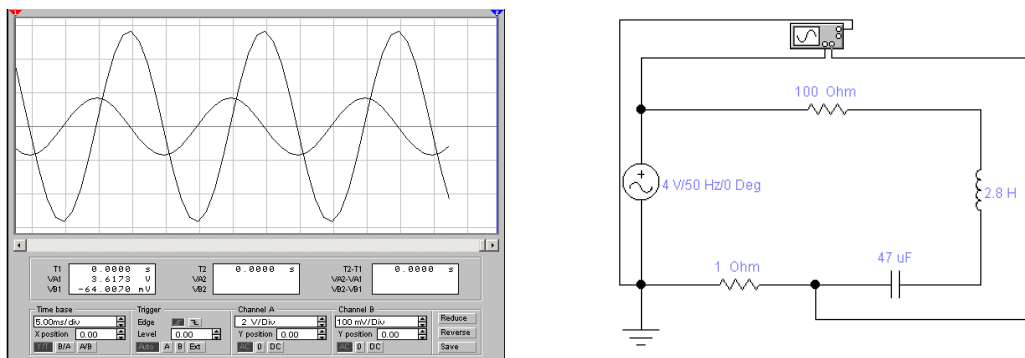 1 2
T1 0.0000 s T2 0.0000 s T2-T1 0.0000 s
VA1 3.6173 V VA2 VA2-VA1
VB1 -64.0070 mV VB2 VB2-VB1
Time base Trigger Channel A Channel B
5.00ms/div Edge 2 V/Div 100 mV/Div Reduce
X position 0.00 Level 0.00 Y position 0.00 Y position 0.00 Reverse
Y/T B/A A/B Auto A B Ext AC 0 DC AC 0 DC Save
100 Ohm
4 V/50 Hz/0 Deg
2.8 H
1 Ohm
47 uF